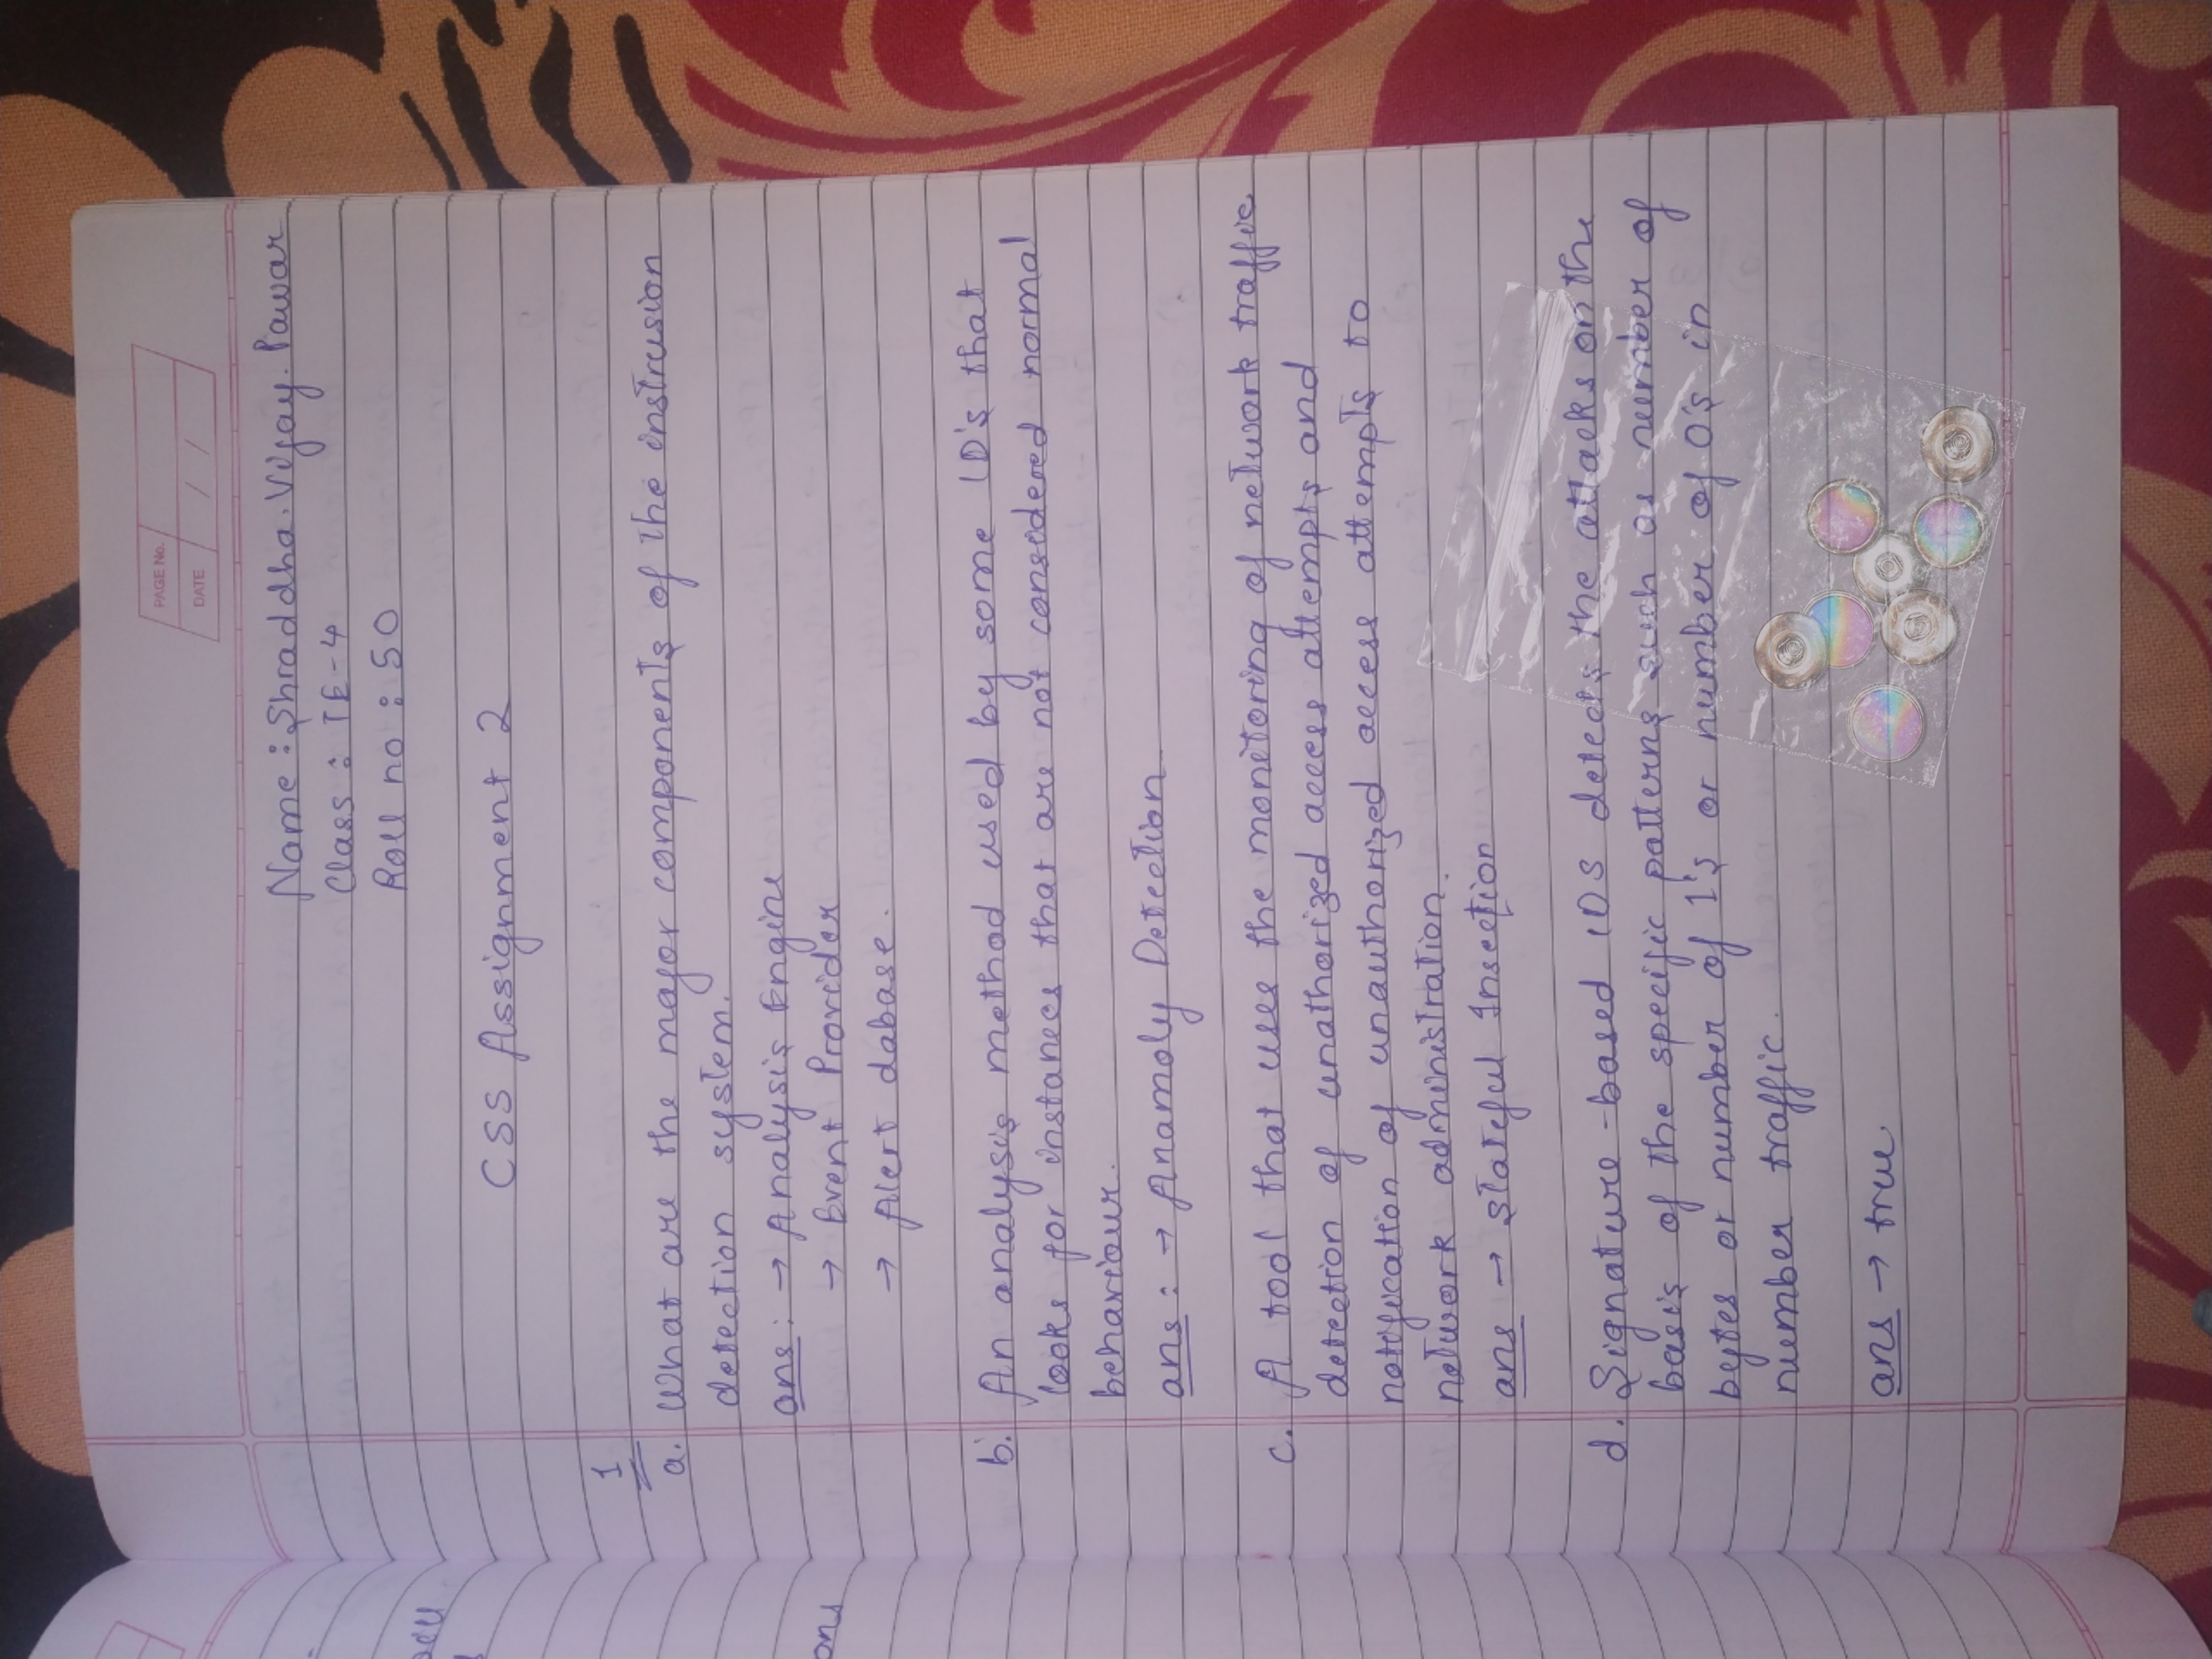 PAGE No.
DATE / /
Name : Shraddha. Vijay. Pawar
Class : TE-4
Roll no : 50
CSS Assignment 2
1
a. What are the major components of the instrusion
detection system.
ans : → Analysis Engine
→ Event Provider
→ Alert dabase.
b. An analysis method used by some ID's that
looks for instances that are not considered normal
behaviour.
ans : → Anamoly Detection
c. A tool that uses the monitoring of network traffic
detection of unathorized access attempts and
notification of unauthorized access attempts to
network administration.
ans → stateful Insection
d. Signature-based IDS detects the attacks on the
basis of the specific patterns such as number of
bytes or number of 1's or number of 0's in
number traffic.
ans → true
ons